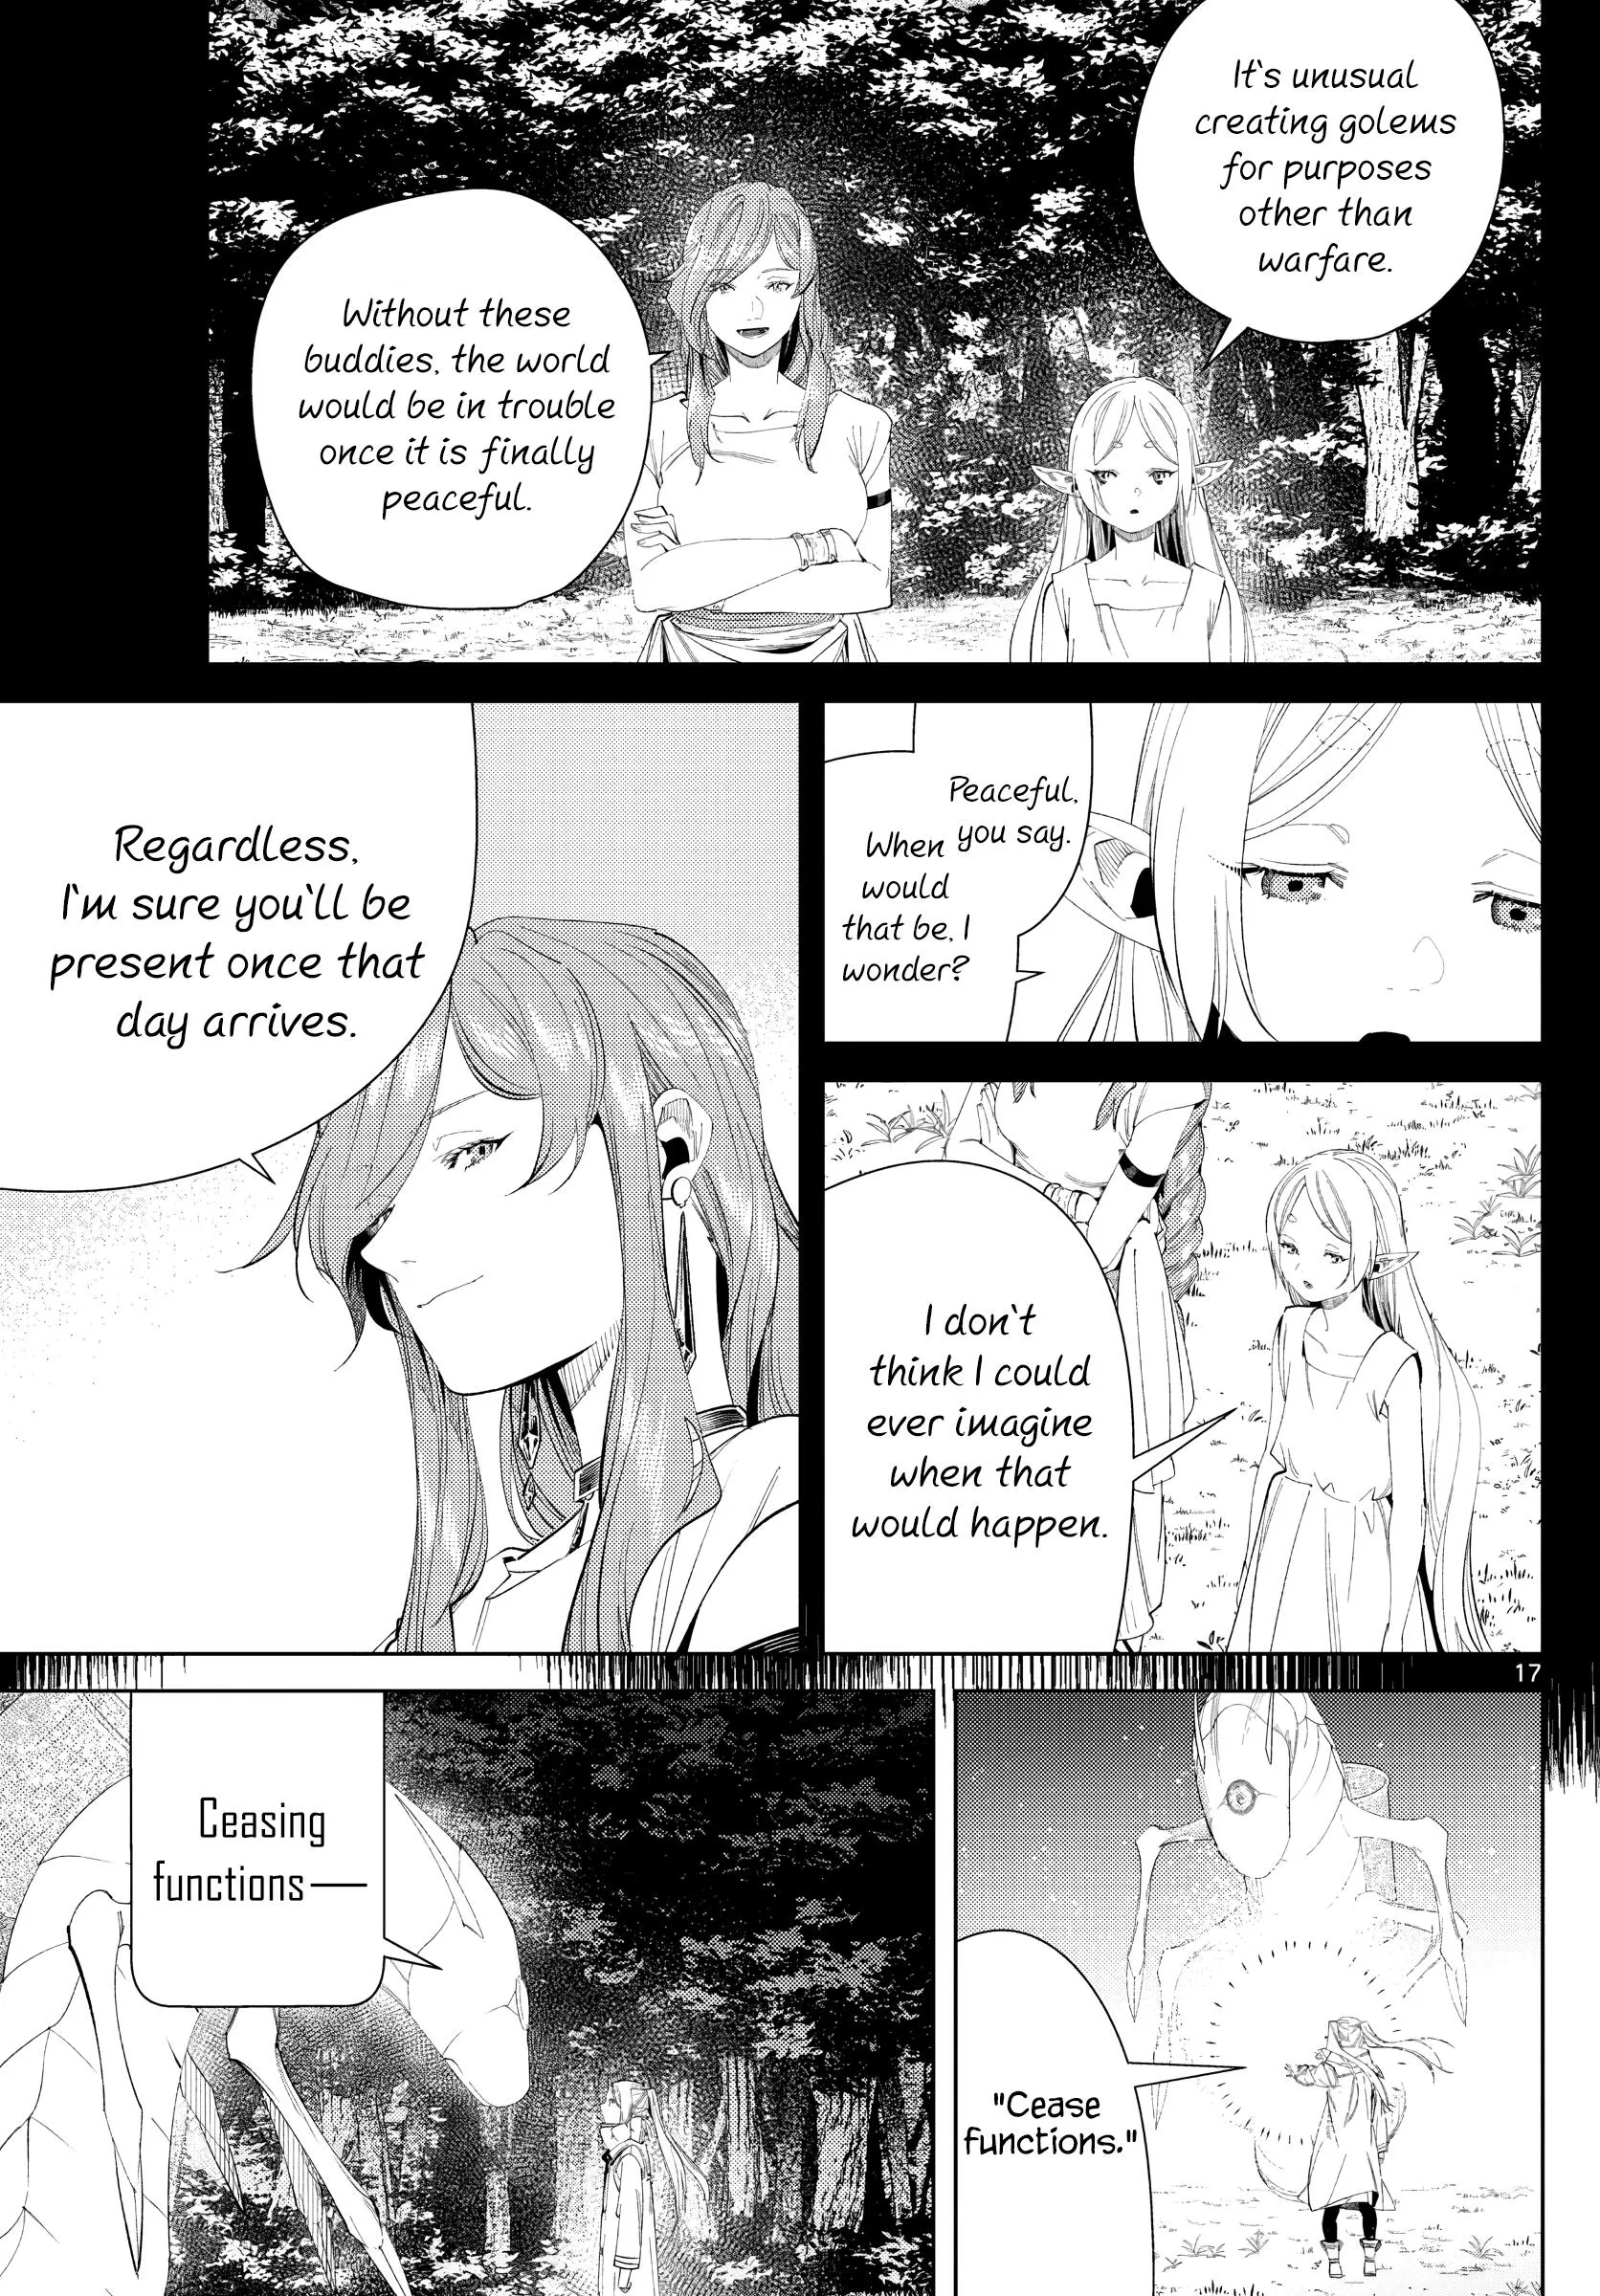 It's unusual
creating golems
for purposes
other than
warfare.
Without these
buddies, the world
would be in trouble
once it is finally
peaceful.
Peaceful,
you say.
When
would
that be, I
wonder?
I don't
think I could
ever imagine
when that
would happen.
Regardless,
I'm sure you'll be
present once that
day arrives.
17
"Cease
functions."
Ceasing
functions—